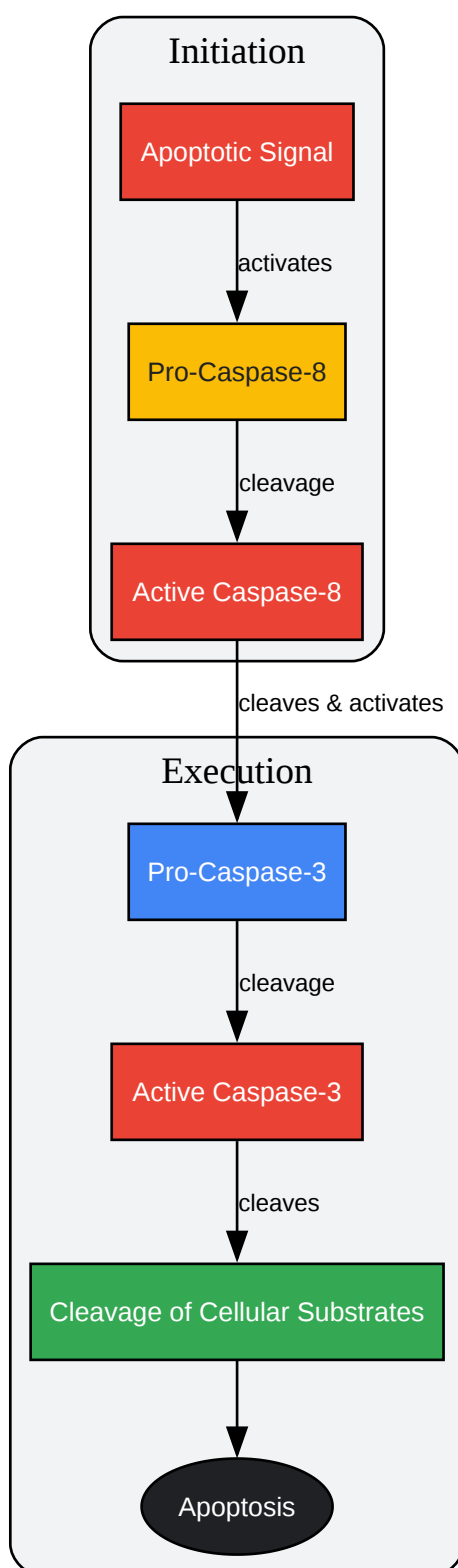 Initiation
Apoptotic Signal
activates
Pro-Caspase-8
cleavage
Active Caspase-8
cleaves & activates
Execution
Pro-Caspase-3
cleavage
Active Caspase-3
cleaves
Cleavage of Cellular Substrates
Apoptosis